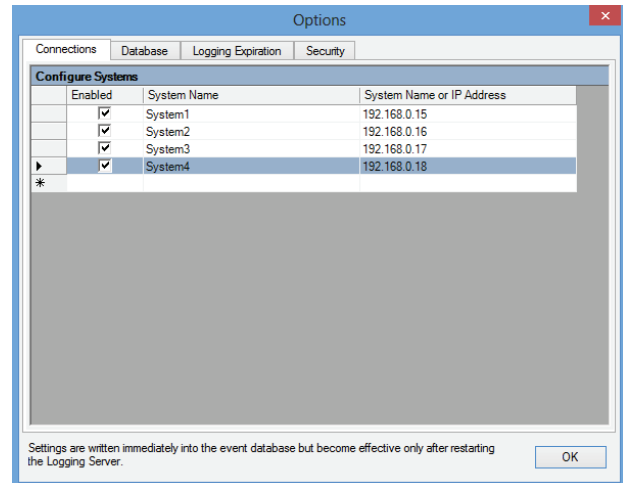 Options
Connections Database Logging Expiration Security
Configure Systems
Enabled System Name System Name or IP Address
System1 192.168.0.15
System2 192.168.0.16
System3 192.168.0.17
System4 192.168.0.18
Settings are written immediately into the event database but become effective only after restarting
the Logging Server.
OK